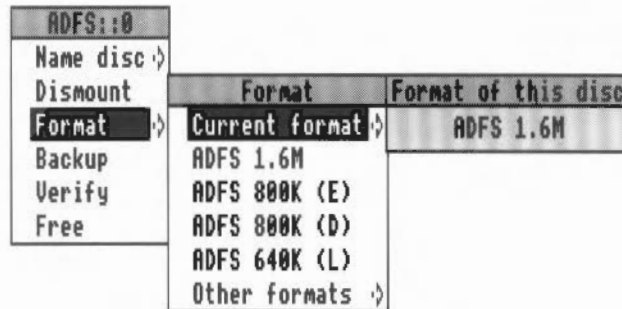 ADFS::0
Name disc
Dismount
Format
Backup
Verify
Free
Format
Current format
ADFS 1.6M
ADFS 800K (E)
ADFS 800K (D)
ADFS 640K (L)
Other formats
Format of this disc
ADFS 1.6M